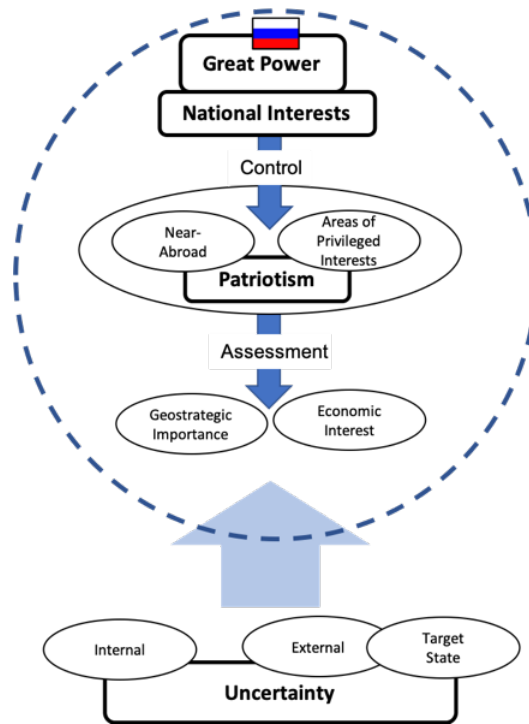 Great Power
National Interests
Control
Near-
Abroad
Areas of
Privileged
Interests
Patriotism
Assessment
Geostrategic
Importance
Economic
Interest
Internal
External
Target
State
Uncertainty